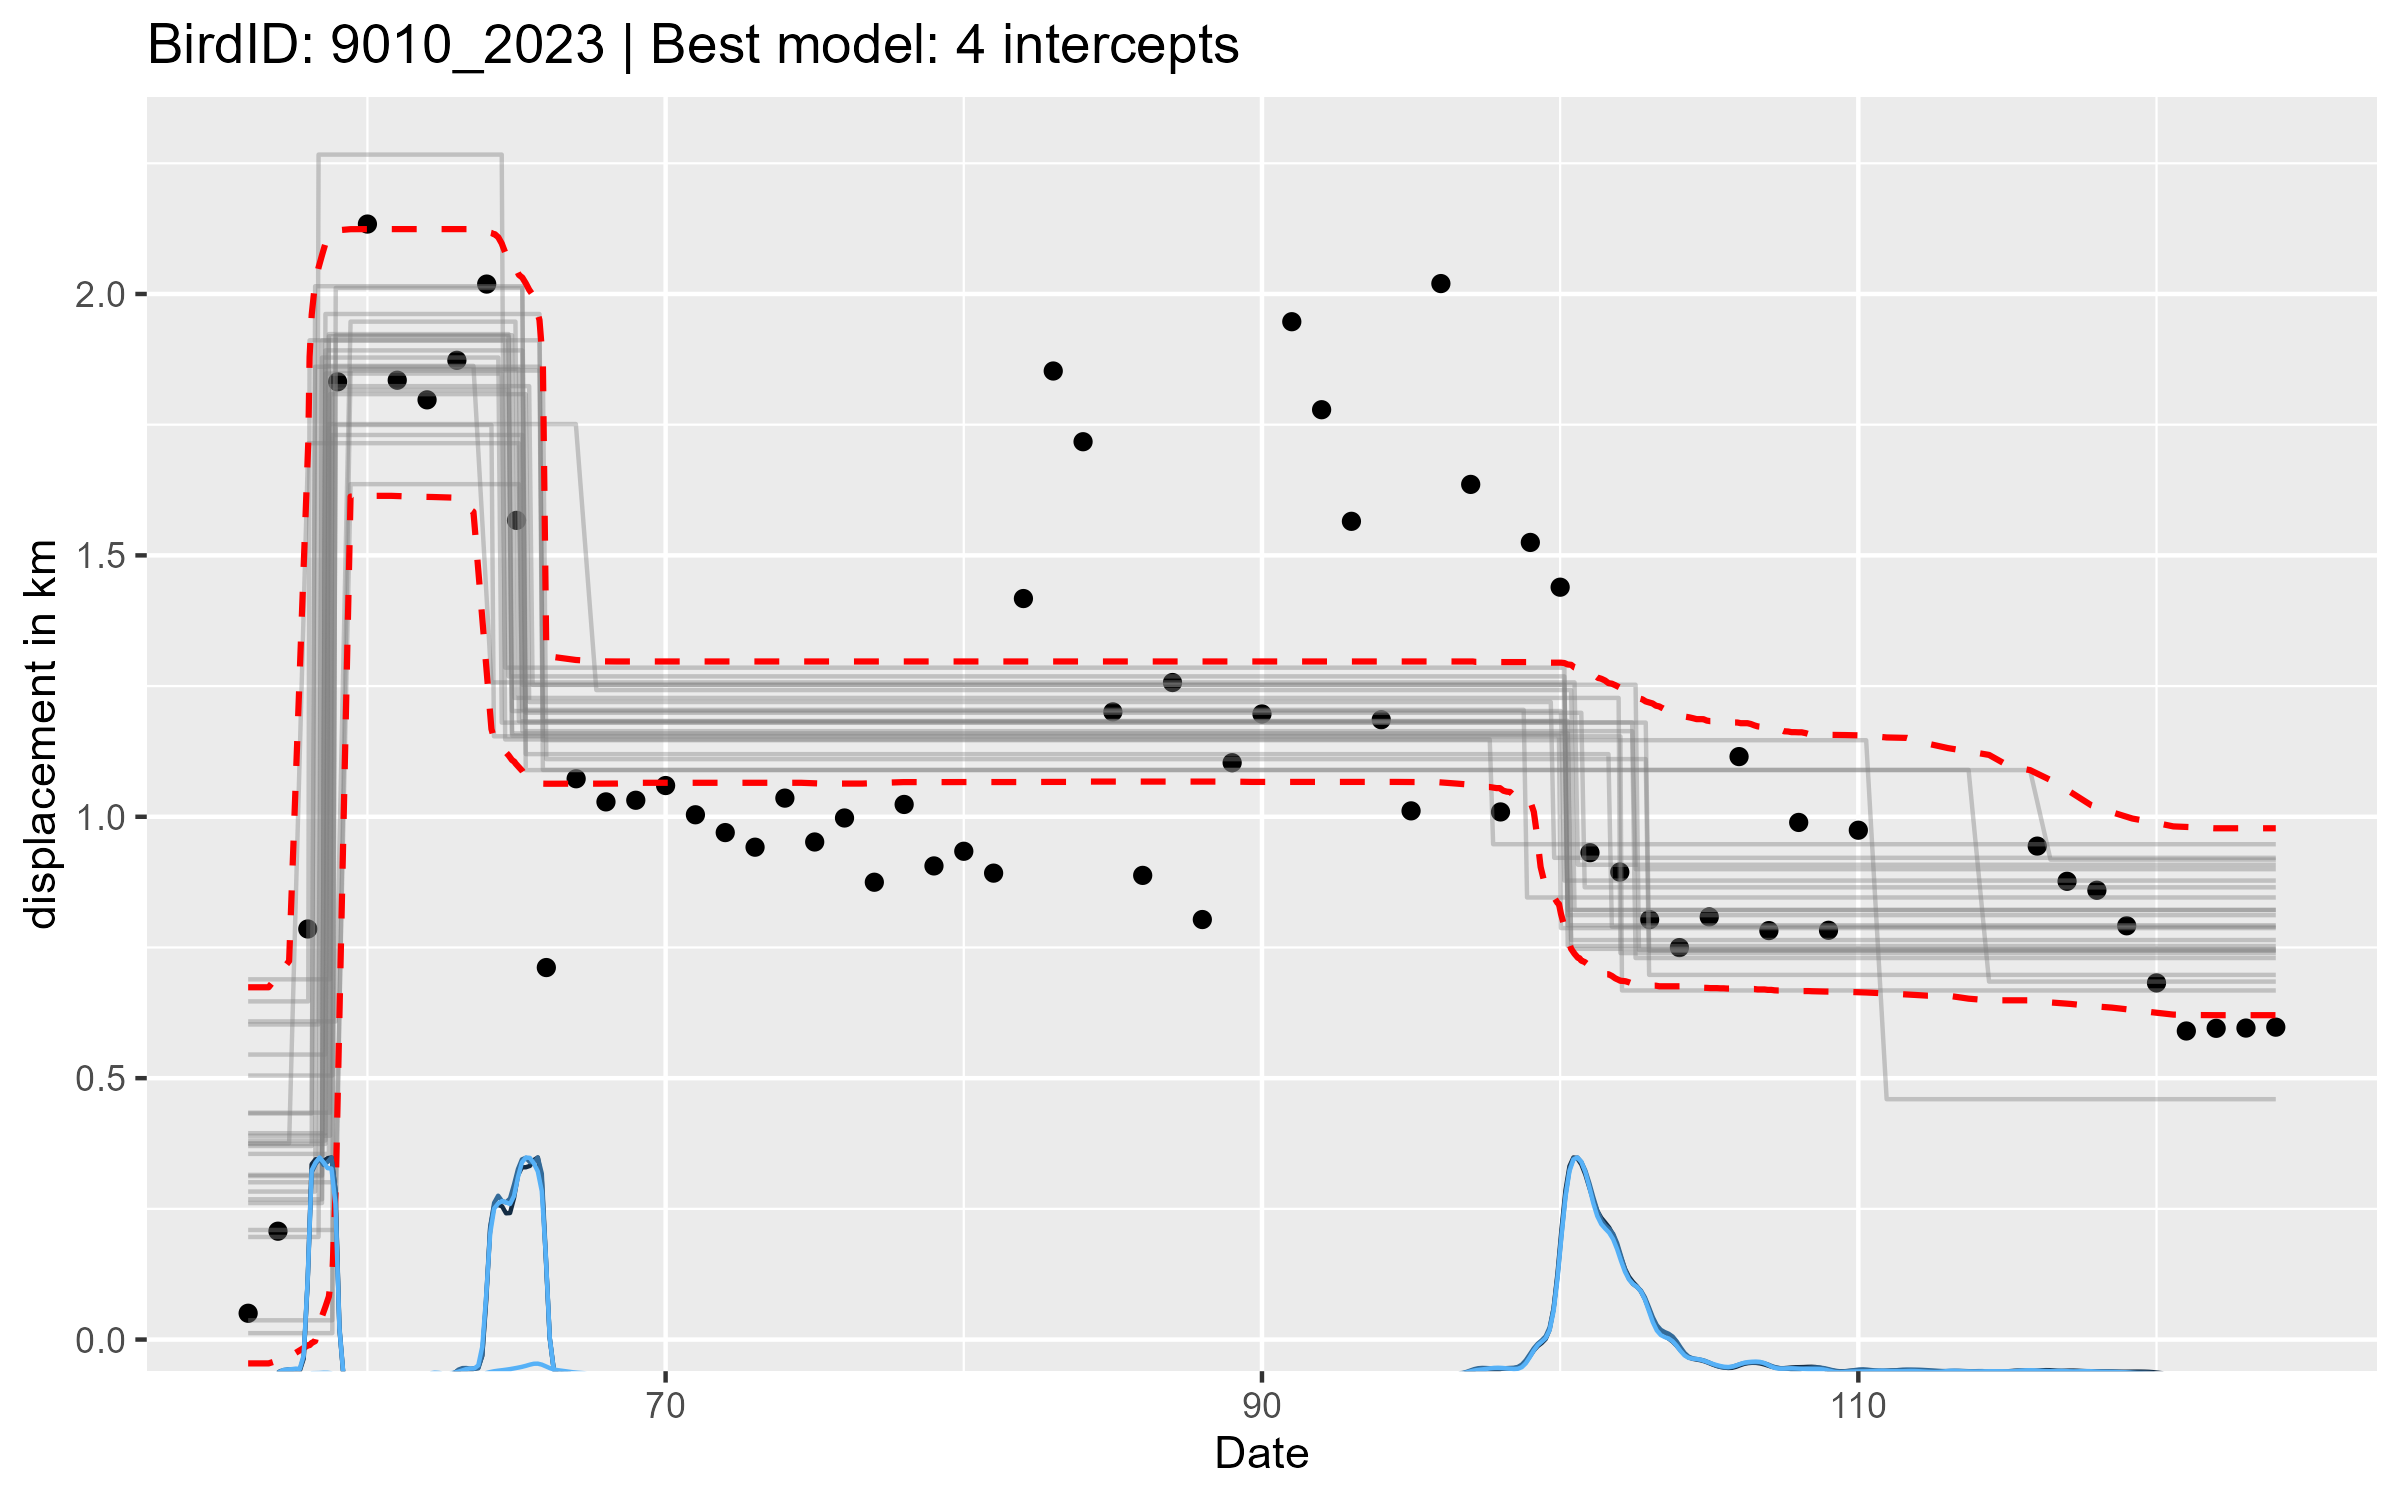 BirdID: 9010_2023 | Best model: 4 intercepts
displacement in km
2.0
1.5
1.0
0.5
0.0
70
90
110
Date